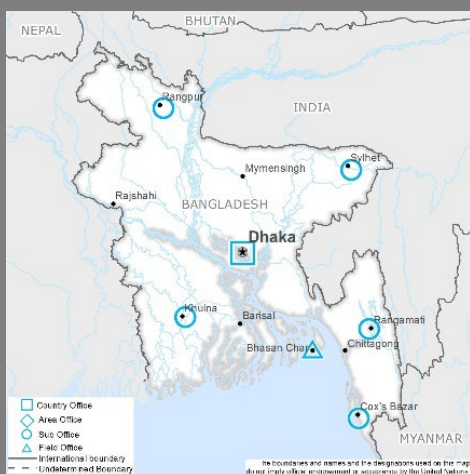 NEPAL
BHUTAN
INDIA
Rangpur
Sylhet
Mymensingh
Rajshahi
BANGLADESH
Dhaka
Khulna
Barisal
Rangamati
Bhasan Char
Chittagong
Cox's Bazar
MYANMAR
Country Office
Area Office
Sub Office
Field Office
International boundary
Undetermined Boundary
The boundaries and names and the designations used on this map
do not imply official endorsement or acceptance by the United Nations.